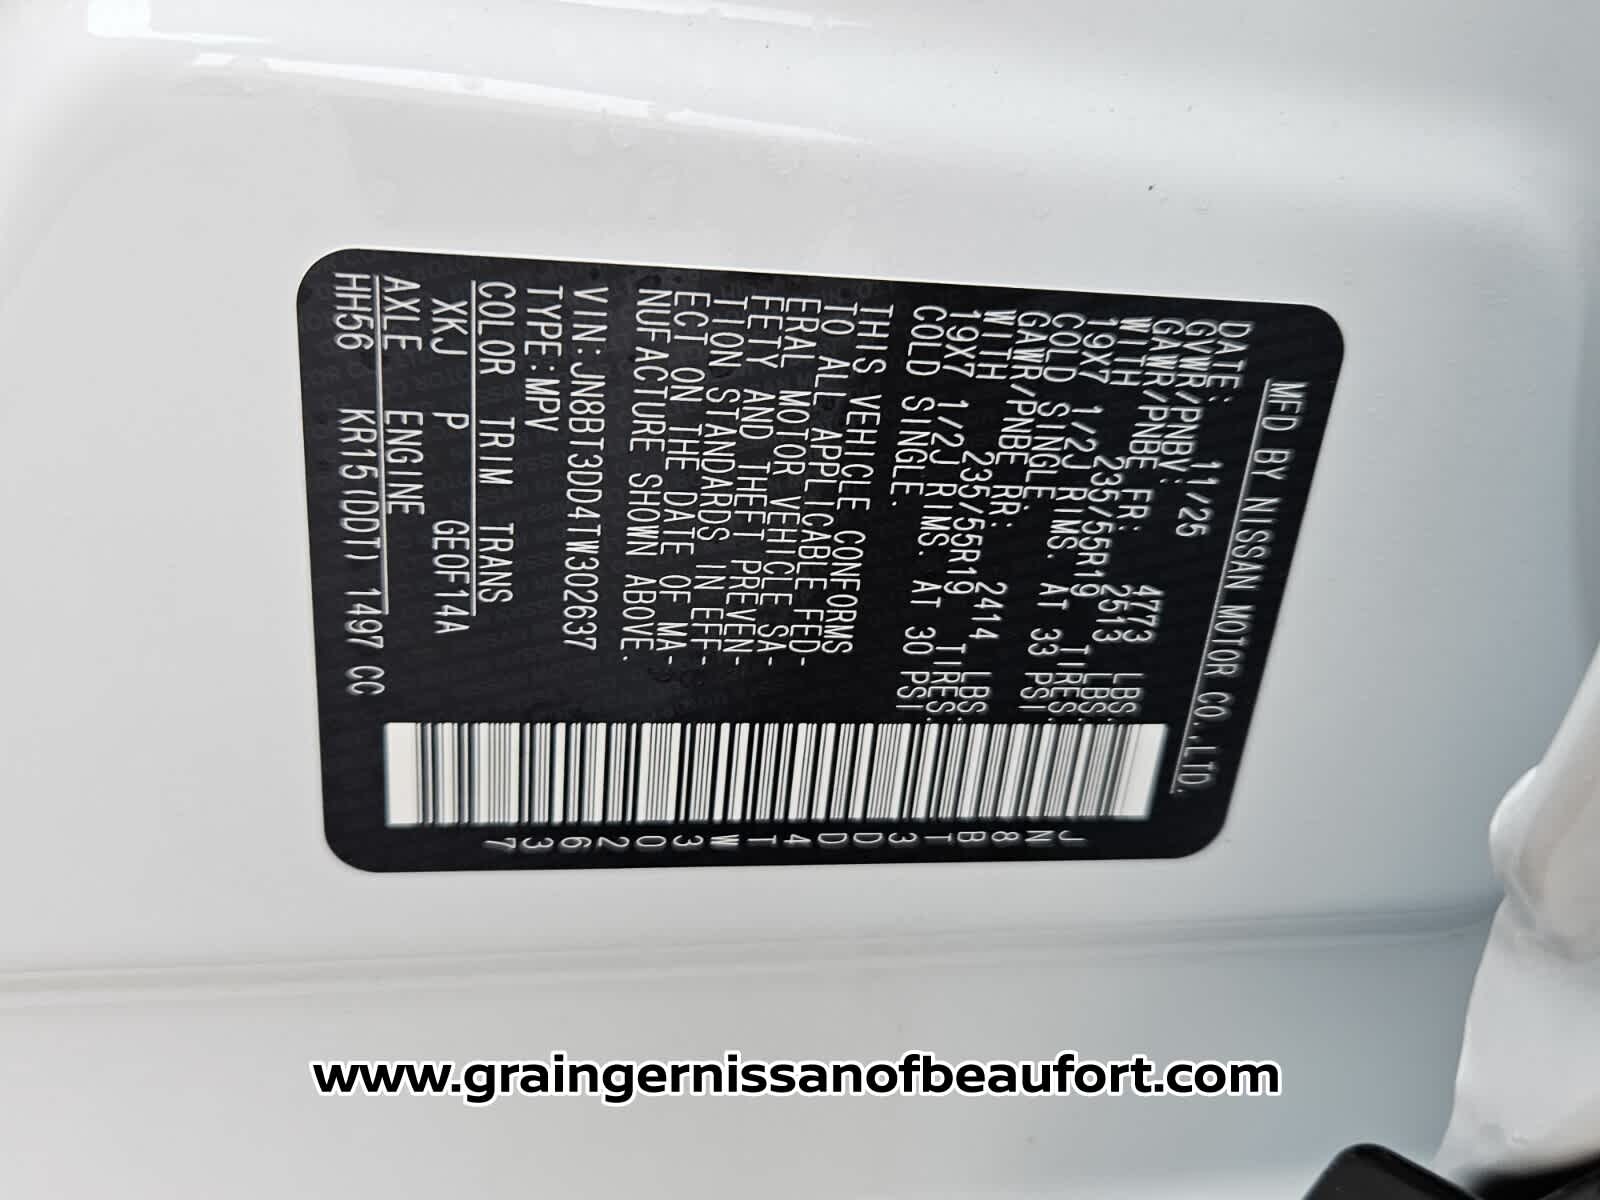 MFD BY NISSAN MOTOR CO.,LTD.
DATE: 11/25
GVWR/PNBV: 4773 LBS.
GAWR/PNBE FR: 2513 LBS.
WITH 235/55R19 TIRES.
19X7 1/2J RIMS. AT 33 PSI
COLD SINGLE.
GAWR/PNBE RR: 2414 LBS.
WITH 235/55R19 TIRES.
19X7 1/2J RIMS. AT 30 PSI
COLD SINGLE.
THIS VEHICLE CONFORMS
TO ALL APPLICABLE FED-
ERAL MOTOR VEHICLE SA-
FETY AND THEFT PREVEN-
TION STANDARDS IN EFF-
ECT ON THE DATE OF MA-
NUFACTURE SHOWN ABOVE.
VIN:JN8BT3DD4TW302637
TYPE:MPV
COLOR TRIM TRANS
XKJ P GEOF14A
AXLE ENGINE
HH56 KR15(DDT) 1497 CC
JN8BT3DD4TW302637
www.graingernissanofbeaufort.com